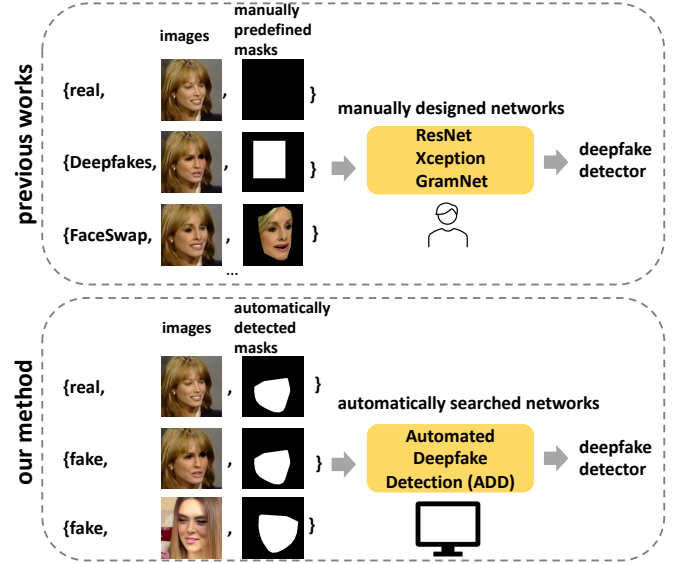 previous works
images
manually
predefined
masks
{real,
,
}
{Deepfakes,
,
}
{FaceSwap,
,
}
...
manually designed networks
ResNet
Xception
GramNet
deepfake
detector
our method
images
automatically
detected
masks
{real,
,
}
{fake,
,
}
{fake,
,
}
automatically searched networks
Automated
Deepfake
Detection (ADD)
deepfake
detector